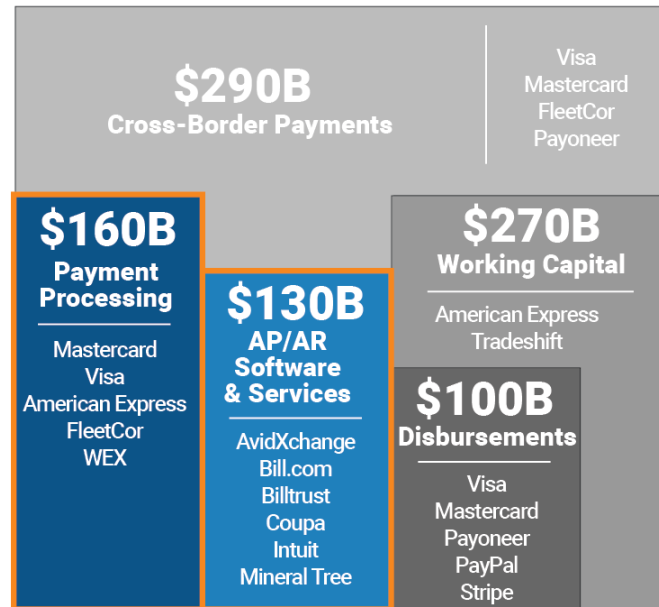 $290B
Cross-Border Payments
Visa
Mastercard
FleetCor
Payoneer
$160B
Payment
Processing
Mastercard
Visa
American Express
FleetCor
WEX
$130B
AP/AR
Software
& Services
AvidXchange
Bill.com
Billtrust
Coupa
Intuit
Mineral Tree
$270B
Working Capital
American Express
Tradeshift
$100B
Disbursements
Visa
Mastercard
Payoneer
PayPal
Stripe